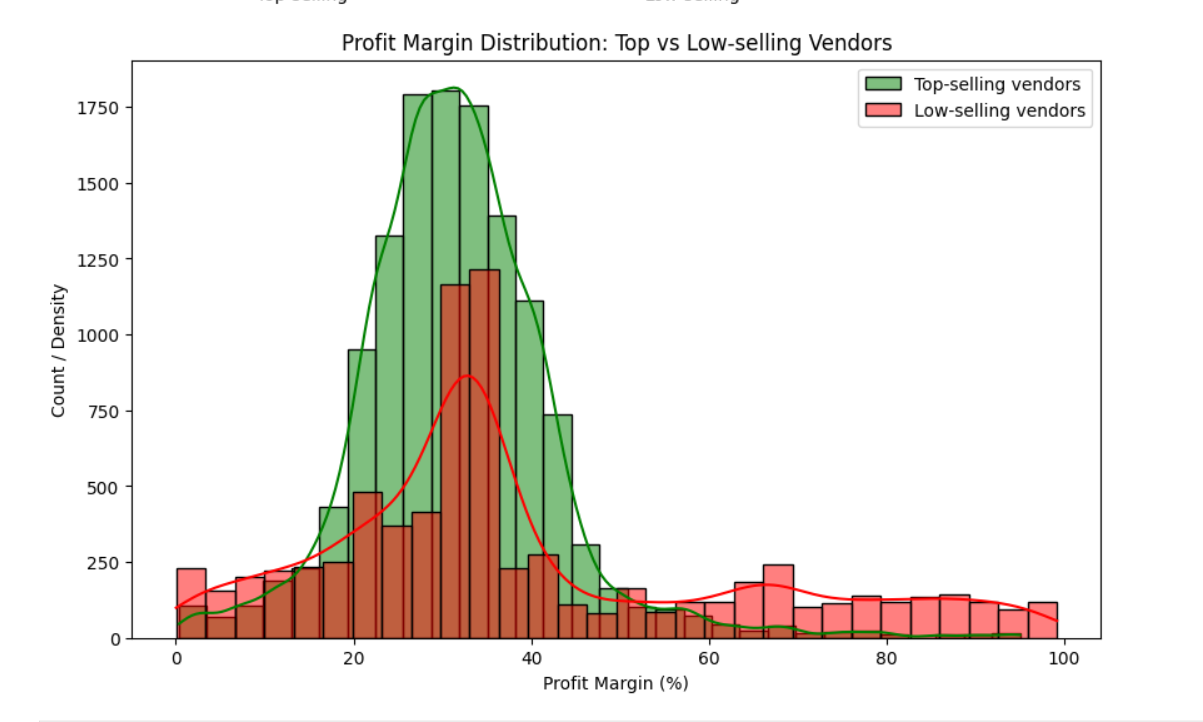 Profit Margin Distribution: Top vs Low-selling Vendors
Top-selling vendors
Low-selling vendors
Count / Density
1750
1500
1250
1000
750
500
250
0
0 20 40 60 80 100
Profit Margin (%)